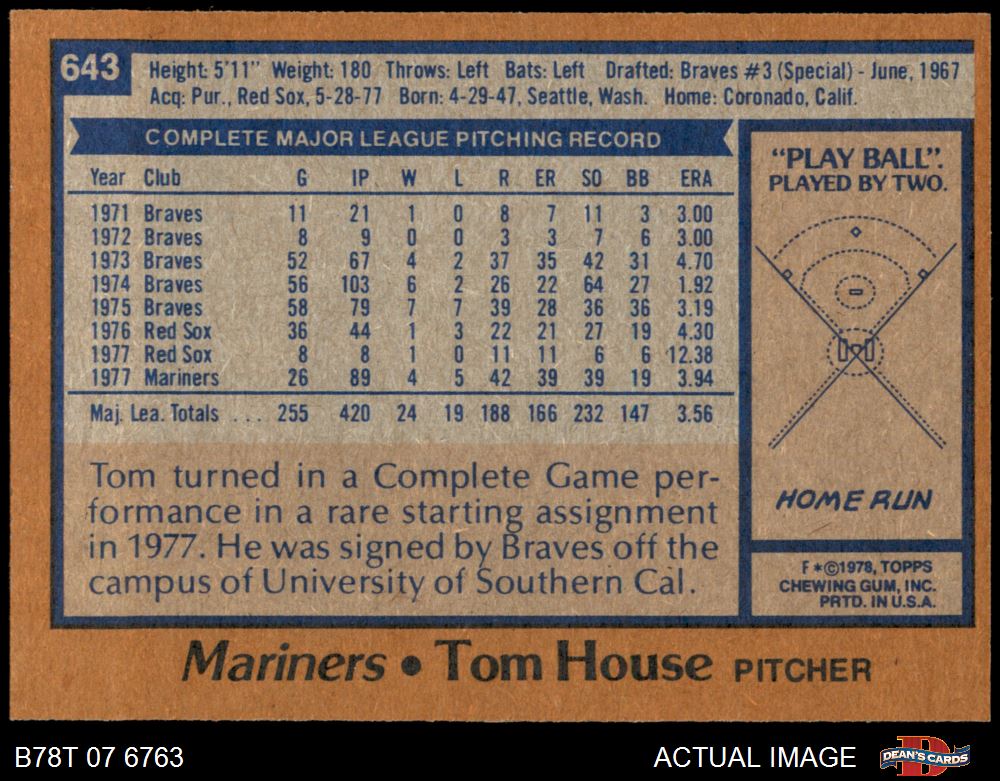 643
Height: 5'11" Weight: 180 Throws: Left Bats: Left Drafted: Braves #3 (Special) - June, 1967
Acq: Pur., Red Sox, 5-28-77 Born: 4-29-47, Seattle, Wash. Home: Coronado, Calif.
COMPLETE MAJOR LEAGUE PITCHING RECORD
Year Club G IP W L R ER SO BB ERA
1971 Braves 11 21 1 0 8 7 11 3 3.00
1972 Braves 8 9 0 0 3 3 7 6 3.00
1973 Braves 52 67 4 2 37 35 42 31 4.70
1974 Braves 56 103 6 2 26 22 64 27 1.92
1975 Braves 58 79 7 7 39 28 36 36 3.19
1976 Red Sox 36 44 1 3 22 21 27 19 4.30
1977 Red Sox 8 8 1 0 11 11 6 6 12.38
1977 Mariners 26 89 4 5 42 39 39 19 3.94
Maj. Lea. Totals . . . 255 420 24 19 188 166 232 147 3.56
Tom turned in a Complete Game per-
formance in a rare starting assignment
in 1977. He was signed by Braves off the
campus of University of Southern Cal.
"PLAY BALL".
PLAYED BY TWO.
HOME RUN
F*©1978, TOPPS
CHEWING GUM, INC.
PRTD. IN U.S.A.
Mariners • Tom House PITCHER
B78T 07 6763
ACTUAL IMAGE
DEAN'S CARDS